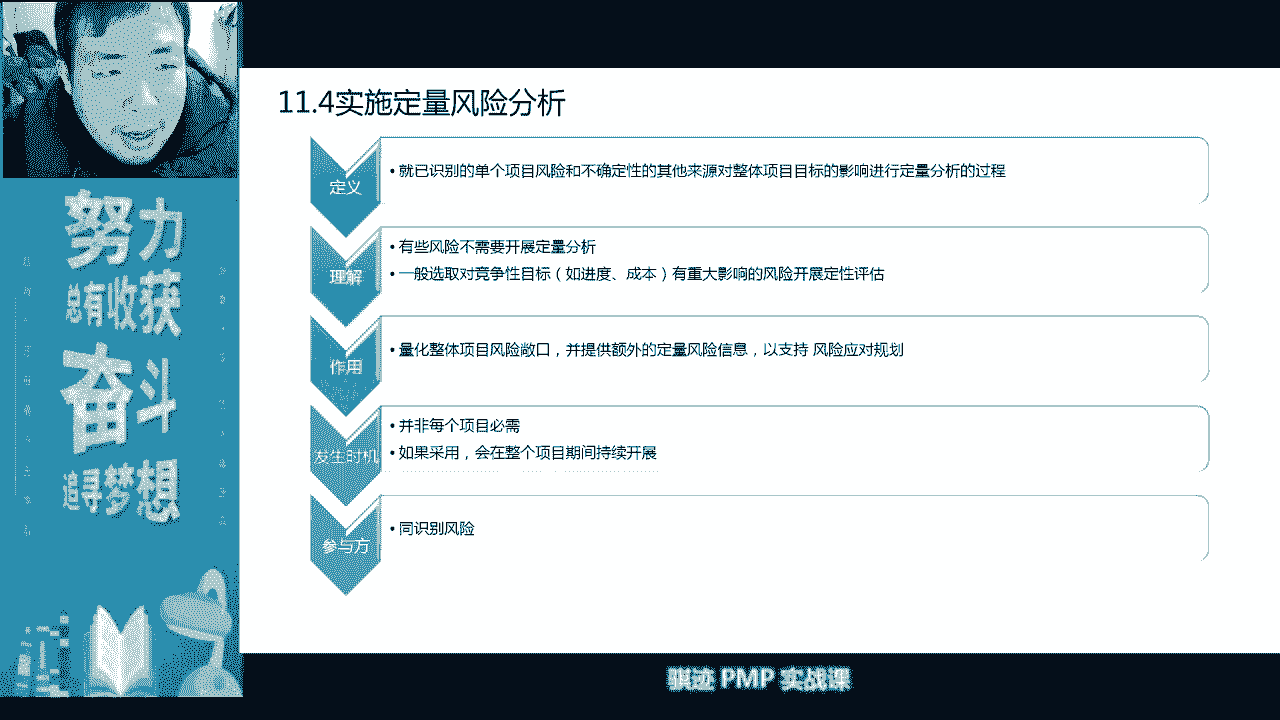 11.4实施定量风险分析
定义
• 就已识别的单个项目风险和不确定性的其他来源对整体项目目标的影响进行定量分析的过程
理解
• 有些风险不需要开展定量分析
• 一般选取对竞争性目标（如进度、成本）有重大影响的风险开展定性评估
作用
• 量化整体项目风险敞口，并提供额外的定量风险信息，以支持 风险应对规划
发生时机
• 并非每个项目必需
• 如果采用，会在整个项目期间持续开展
参与方
• 同识别风险
努力
总有收获
奋斗
追寻梦想
骐迹 PMP 实战课